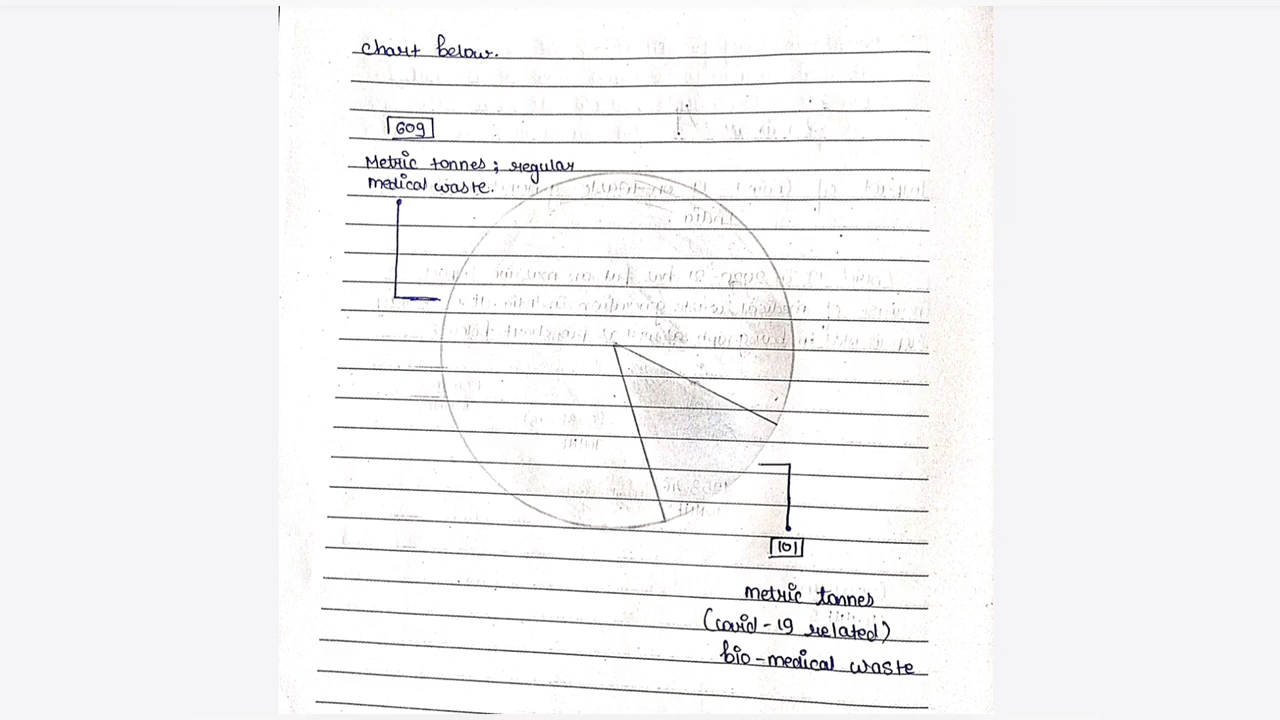 chart below.
609
Metric tonnes; regular
medical waste.
101
metric tonnes
(covid-19 related)
bio-medical waste